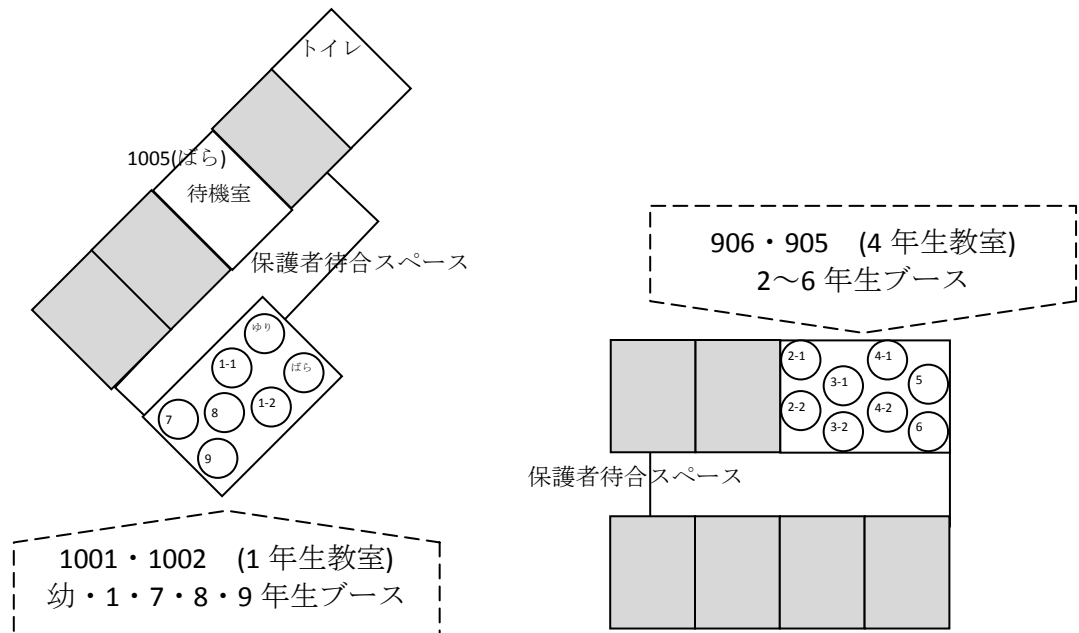 トイレ
1005(ばら)
待機室
保護者待合スペース
ゆり
1-1
ばら
1-2
8
7
9
1001・1002　(1 年生教室)
幼・1・7・8・9 年生ブース
906・905　(4 年生教室)
2～6 年生ブース
2-1
4-1
3-1
5
2-2
4-2
3-2
6
保護者待合スペース